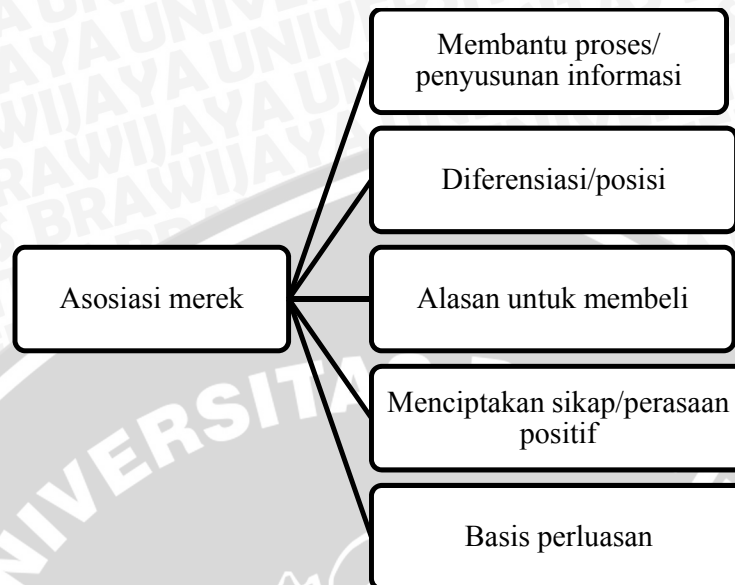 Membantu proses/
penyusunan informasi
Diferensiasi/posisi
Asosiasi merek
Alasan untuk membeli
Menciptakan sikap/perasaan
positif
Basis perluasan